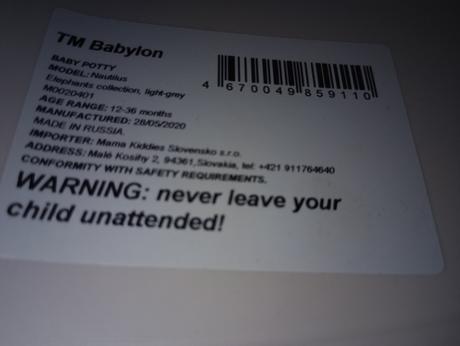 TM Babylon
BABY POTTY
MODEL: Nautilus
Elephants collection, light-grey
M0020401
AGE RANGE: 12-36 months
MANUFACTURED: 28/05/2020
MADE IN RUSSIA.
IMPORTER: Mama Kiddies Slovensko s.r.o.
ADDRESS: Malé Kosihy 2, 94361,Slovakia, tel: +421 911764640
CONFORMITY WITH SAFETY REQUIREMENTS.
WARNING: never leave your
child unattended!
4 670049 859110